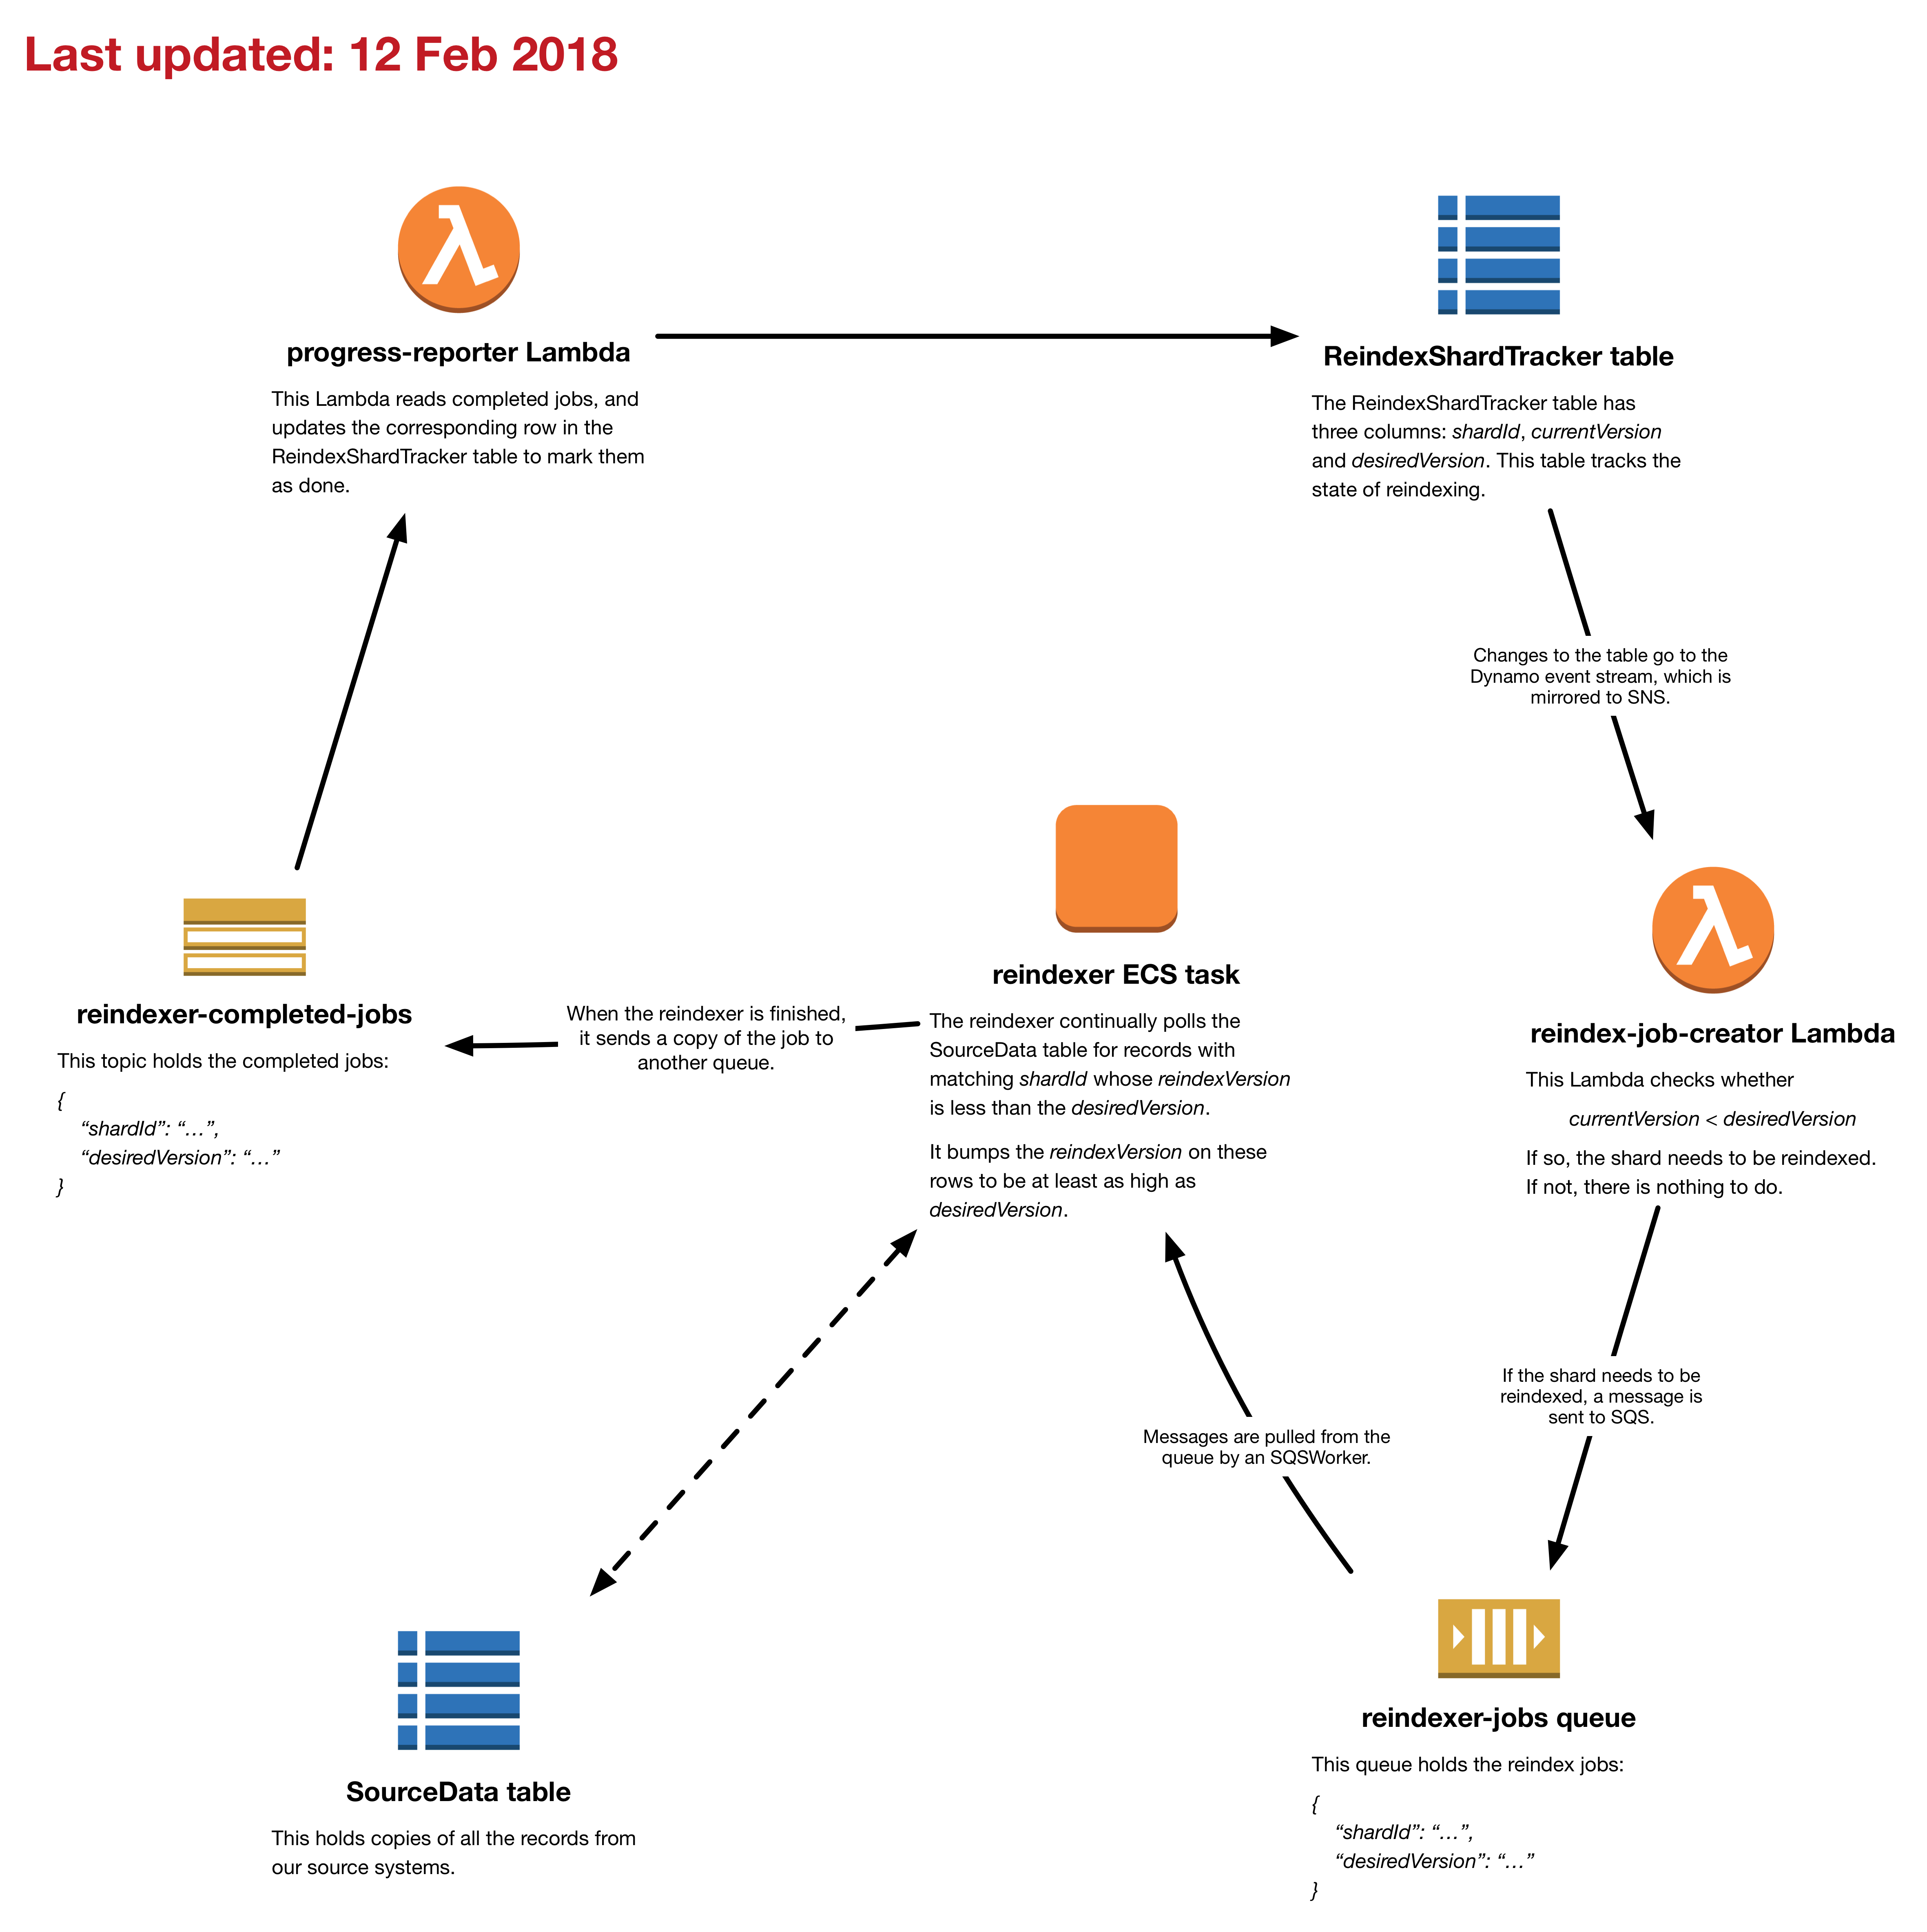 Last updated: 12 Feb 2018
progress-reporter Lambda
This Lambda reads completed jobs, and
updates the corresponding row in the
ReindexShardTracker table to mark them
as done.
ReindexShardTracker table
The ReindexShardTracker table has
three columns: shardId, currentVersion
and desiredVersion. This table tracks the
state of reindexing.
Changes to the table go to the
Dynamo event stream, which is
mirrored to SNS.
reindex-job-creator Lambda
This Lambda checks whether
currentVersion < desiredVersion
If so, the shard needs to be reindexed.
If not, there is nothing to do.
reindexer ECS task
The reindexer continually polls the
SourceData table for records with
matching shardId whose reindexVersion
is less than the desiredVersion.
It bumps the reindexVersion on these
rows to be at least as high as
desiredVersion.
When the reindexer is finished,
it sends a copy of the job to
another queue.
reindexer-completed-jobs
This topic holds the completed jobs:
{
“shardId”: “…”,
“desiredVersion”: “…”
}
If the shard needs to be
reindexed, a message is
sent to SQS.
Messages are pulled from the
queue by an SQSWorker.
reindexer-jobs queue
This queue holds the reindex jobs:
{
“shardId”: “…”,
“desiredVersion”: “…”
}
SourceData table
This holds copies of all the records from
our source systems.